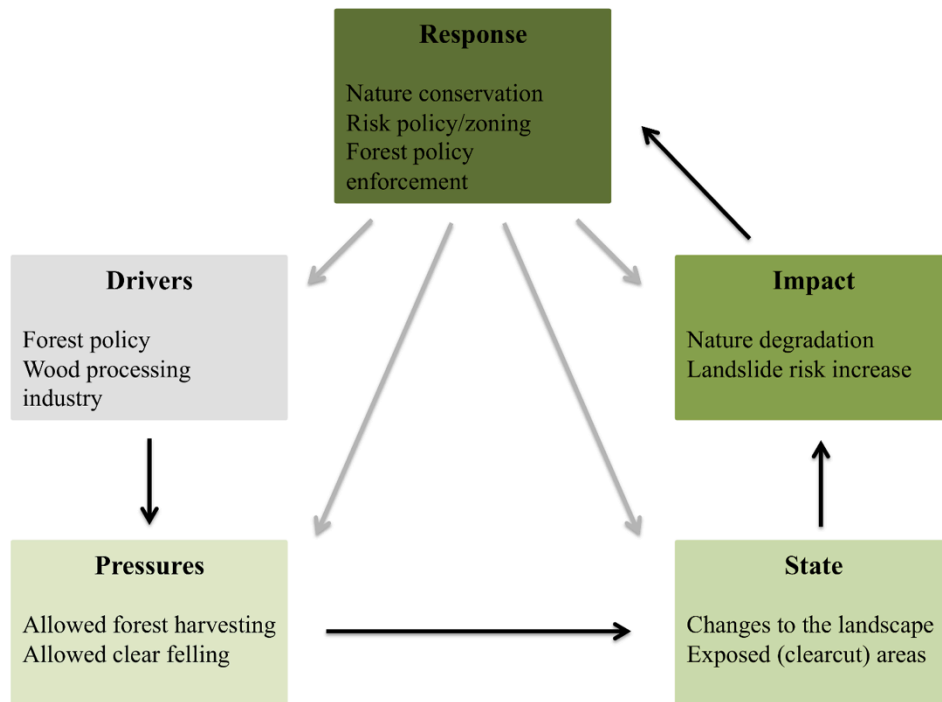 Response
Nature conservation
Risk policy/zoning
Forest policy
enforcement
Drivers
Forest policy
Wood processing
industry
Impact
Nature degradation
Landslide risk increase
Pressures
Allowed forest harvesting
Allowed clear felling
State
Changes to the landscape
Exposed (clearcut) areas